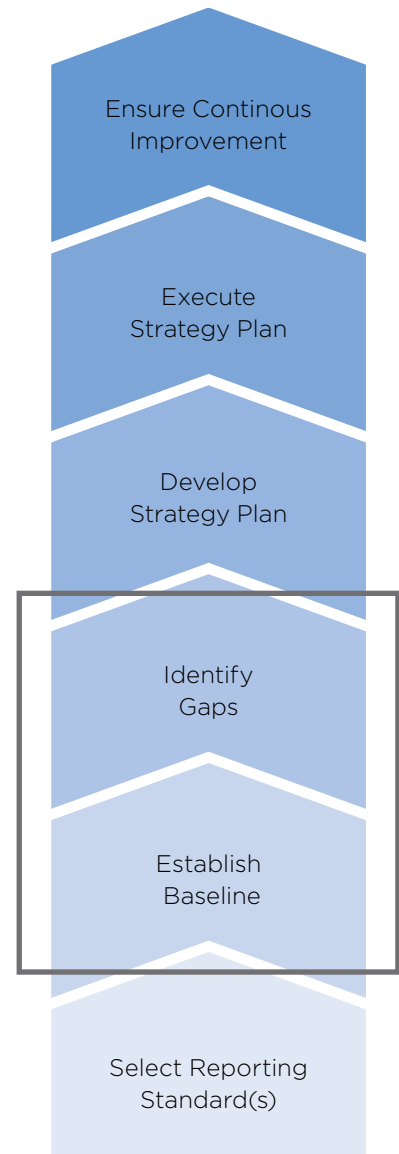 Ensure Continous
Improvement
Execute
Strategy Plan
Develop
Strategy Plan
Identify
Gaps
Establish
Baseline
Select Reporting
Standard(s)